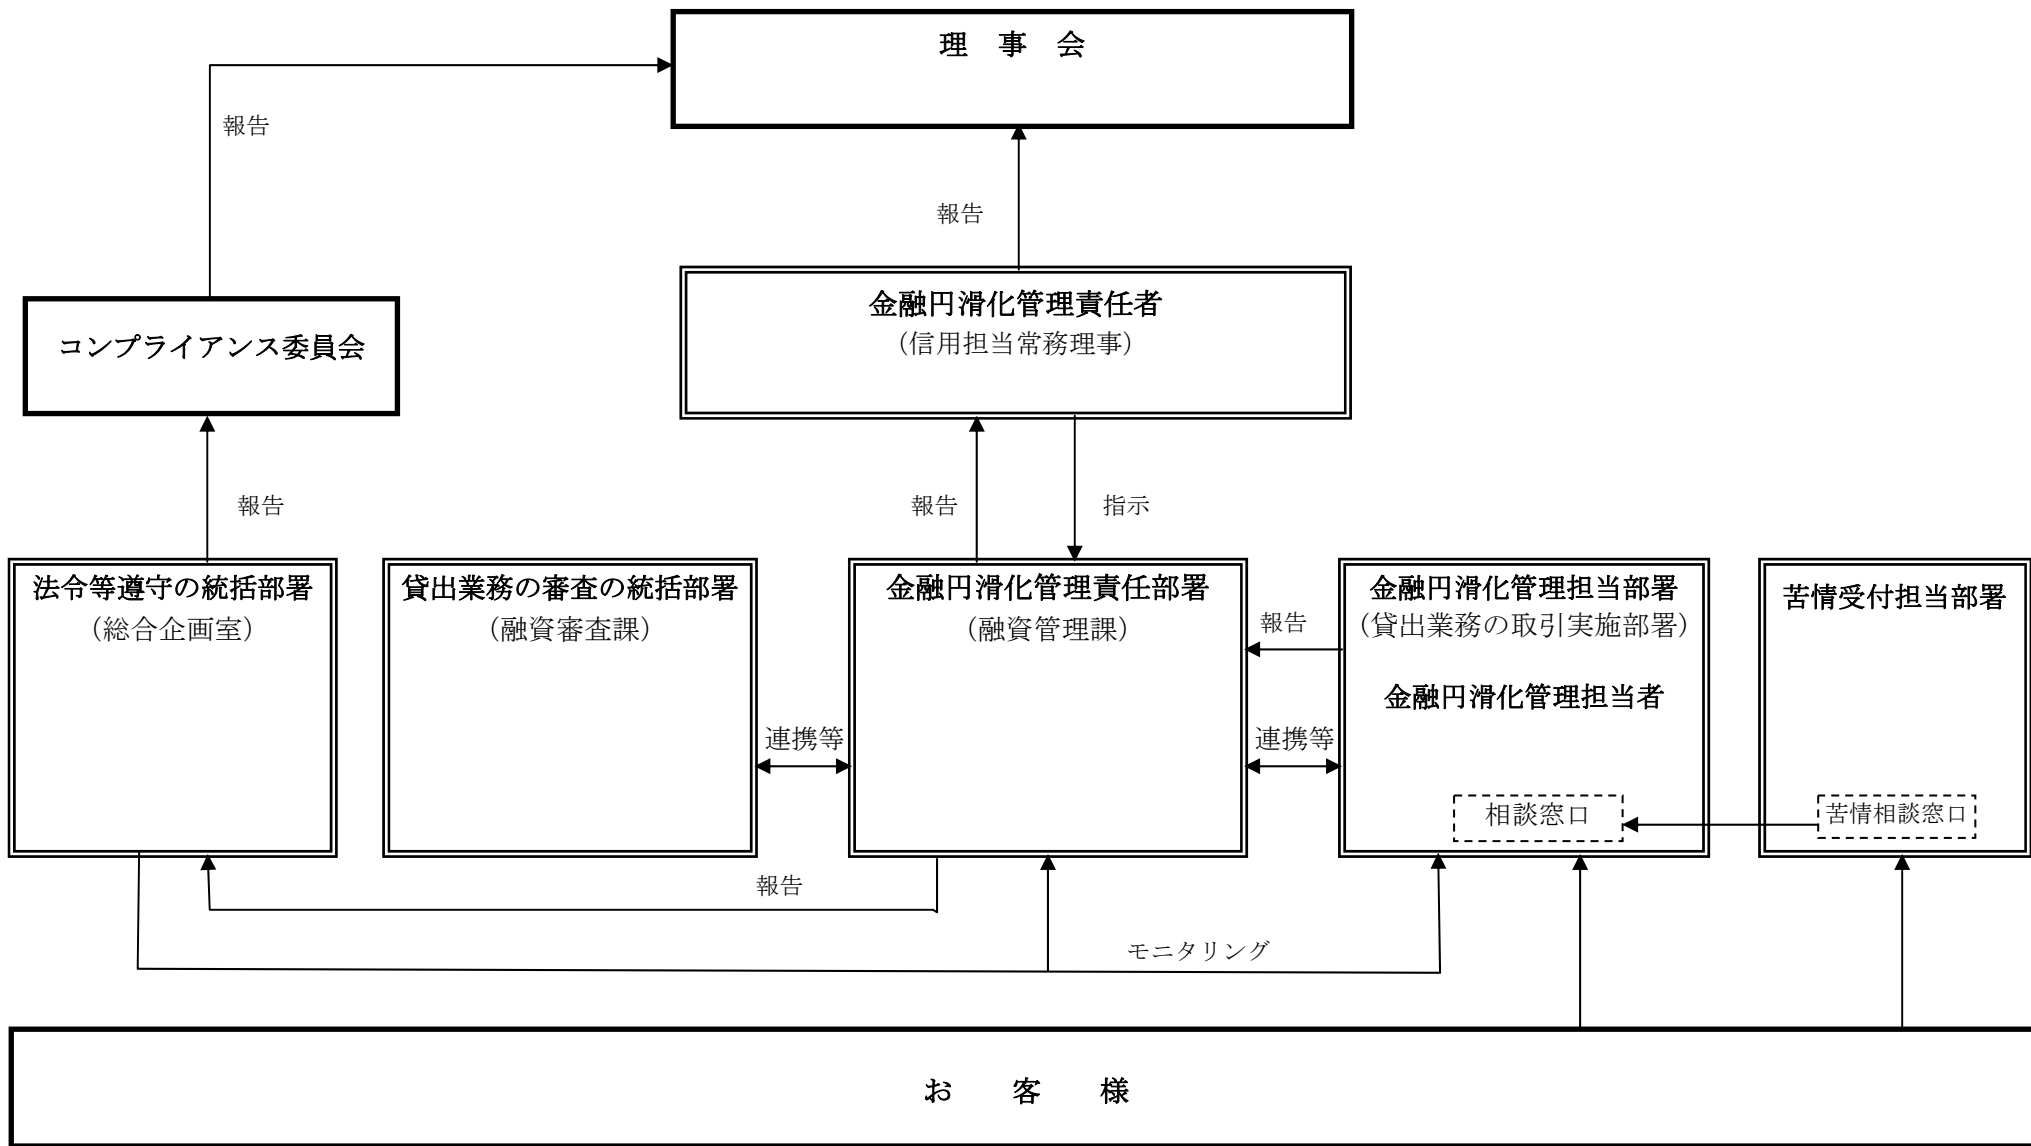 理　事　会
報告
報告
金融円滑化管理責任者
（信用担当常務理事）
コンプライアンス委員会
報告
報告
指示
法令等遵守の統括部署
（総合企画室）
貸出業務の審査の統括部署
（融資審査課）
金融円滑化管理責任部署
（融資管理課）
報告
金融円滑化管理担当部署
（貸出業務の取引実施部署）
金融円滑化管理担当者
苦情受付担当部署
連携等
連携等
相談窓口
苦情相談窓口
報告
モニタリング
お　客　様